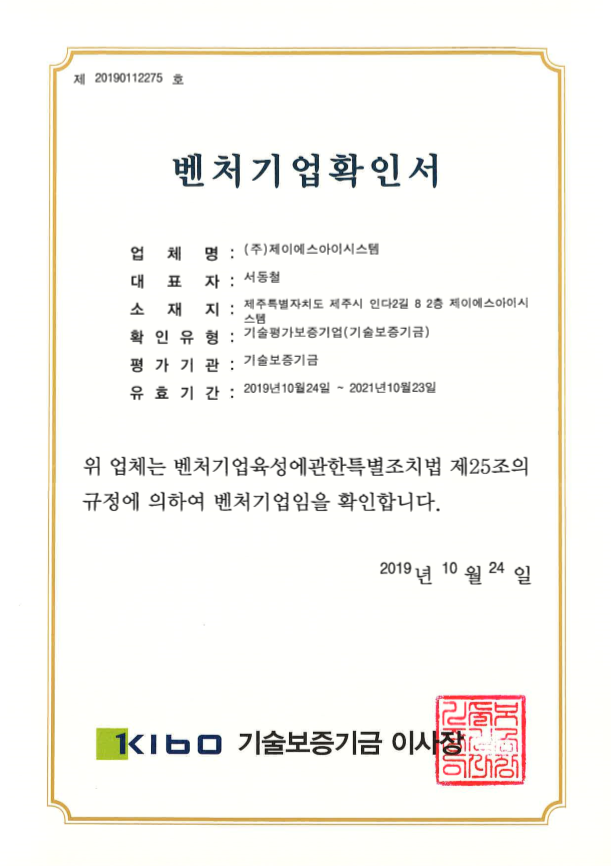 제 20190112275 호
벤처기업확인서
업 체 명 : (주)제이에스아이시스템
대 표 자 : 서동철
소 재 지 : 제주특별자치도 제주시 인다2길 8 2층 제이에스아이시
스템
확 인 유 형 : 기술평가보증기업(기술보증기금)
평 가 기 관 : 기술보증기금
유 효 기 간 : 2019년10월24일 ~ 2021년10월23일
위 업체는 벤처기업육성에관한특별조치법 제25조의
규정에 의하여 벤처기업임을 확인합니다.
2019년 10 월 24 일
KIbo 기술보증기금 이사장